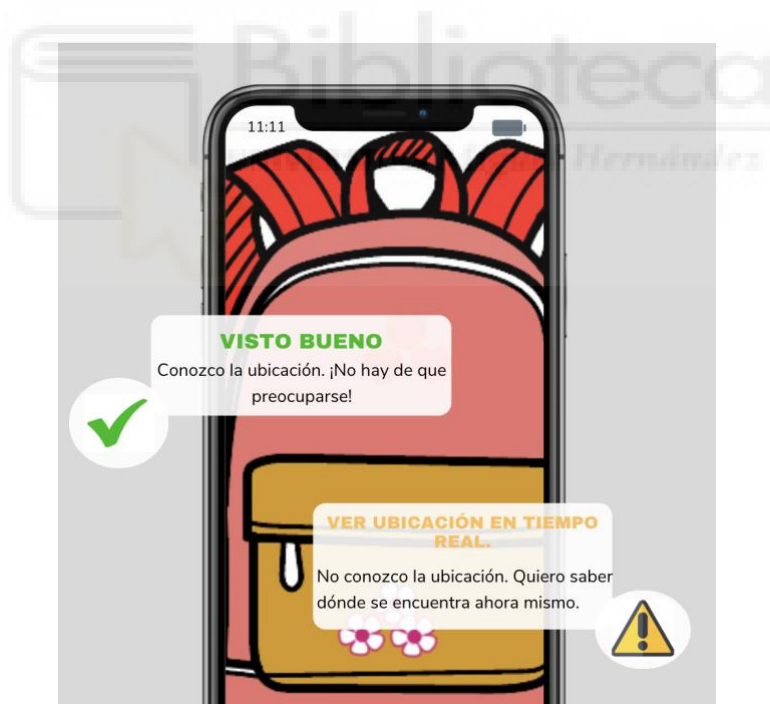 Biblioteca
11:11
VISTO BUENO
Conozco la ubicación. ¡No hay de que
preocuparse!
VER UBICACIÓN EN TIEMPO
REAL.
No conozco la ubicación. Quiero saber
dónde se encuentra ahora mismo.